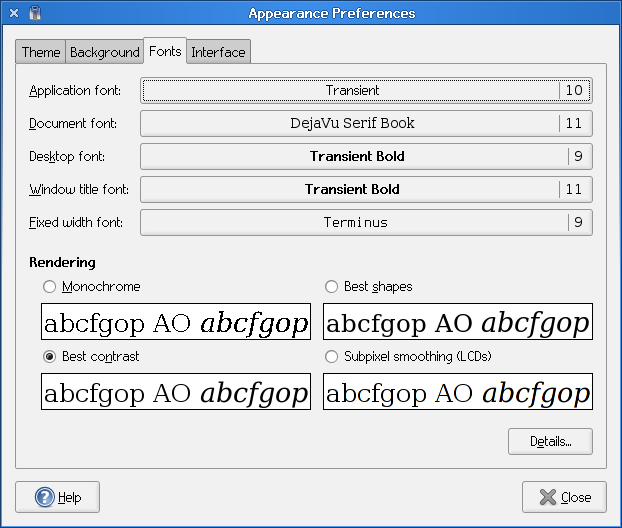 Appearance Preferences
Theme Background Fonts Interface
Application font: Transient 10
Document font: DejaVu Serif Book 11
Desktop font: Transient Bold 9
Window title font: Transient Bold 11
Fixed width font: Terminus 9
Rendering
Monochrome Best shapes
abcfgop AO abcfgop abcfgop AO abcfgop
Best contrast Subpixel smoothing (LCDs)
abcfgop AO abcfgop abcfgop AO abcfgop
Details...
Help Close